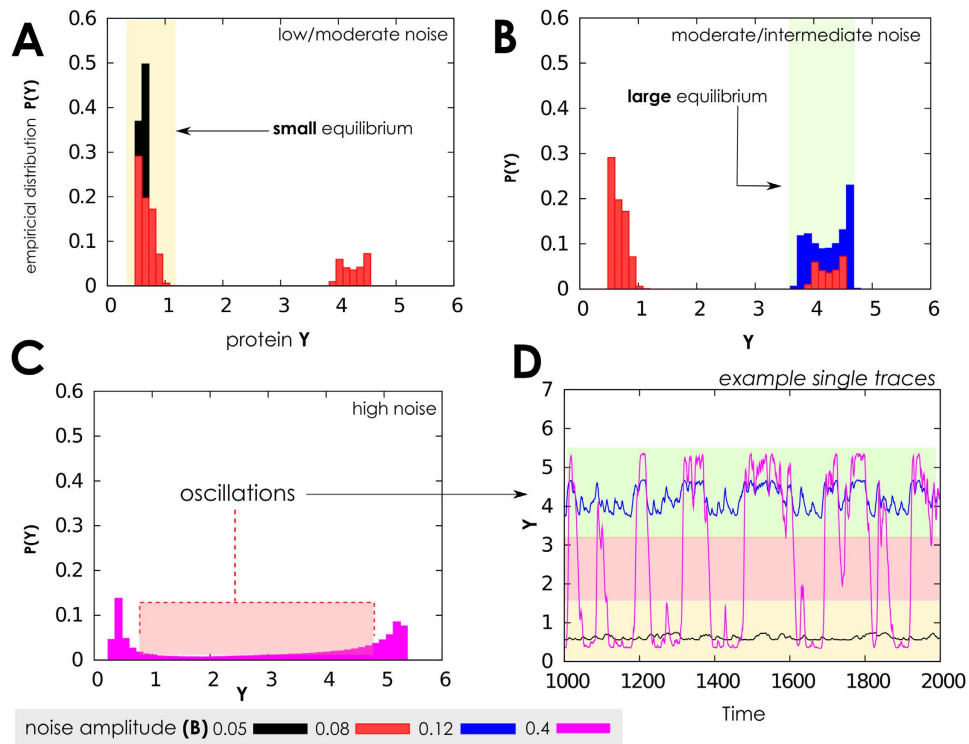 A
low/moderate noise
0.6
0.5
0.4
0.3
0.2
0.1
0
empiricial distribution P(Y)
small equilibrium
0 1 2 3 4 5 6
protein Y
B
moderate/intermediate noise
0.6
0.5
0.4
0.3
0.2
0.1
0
P(Y)
large equilibrium
0 1 2 3 4 5 6
Y
C
high noise
0.6
0.5
0.4
0.3
0.2
0.1
0
P(Y)
oscillations
0 1 2 3 4 5 6
Y
D
example single traces
7
6
5
4
3
2
1
0
Y
1000 1200 1400 1600 1800 2000
Time
noise amplitude (B) 0.05 0.08 0.12 0.4